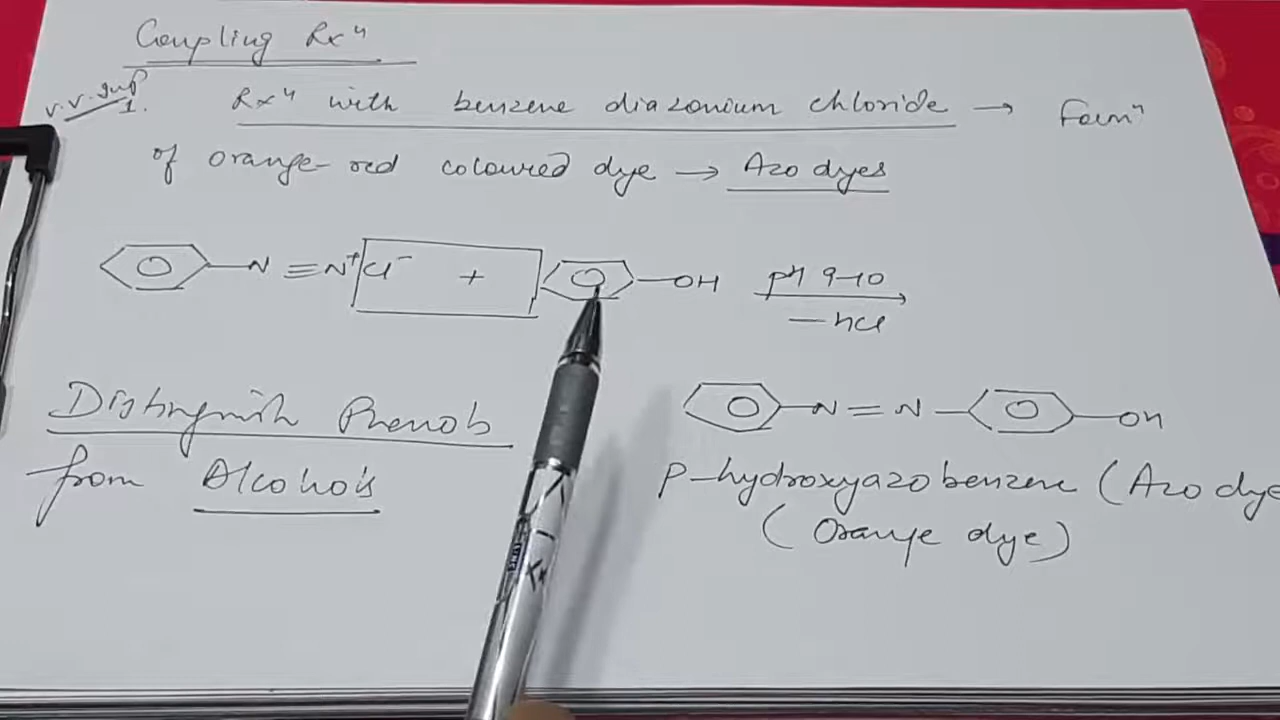 Coupling Rxⁿ
v.v. Imp
1.
Rxⁿ with benzene diazonium chloride → Formⁿ
of orange-red coloured dye → Azo dyes
N≡N⁺Cl⁻ + OH pH 9-10
-HCl
N=N OH
Distinguish Phenols
from Alcohols
P-hydroxyazobenzene (Azo dye
(Orange dye)